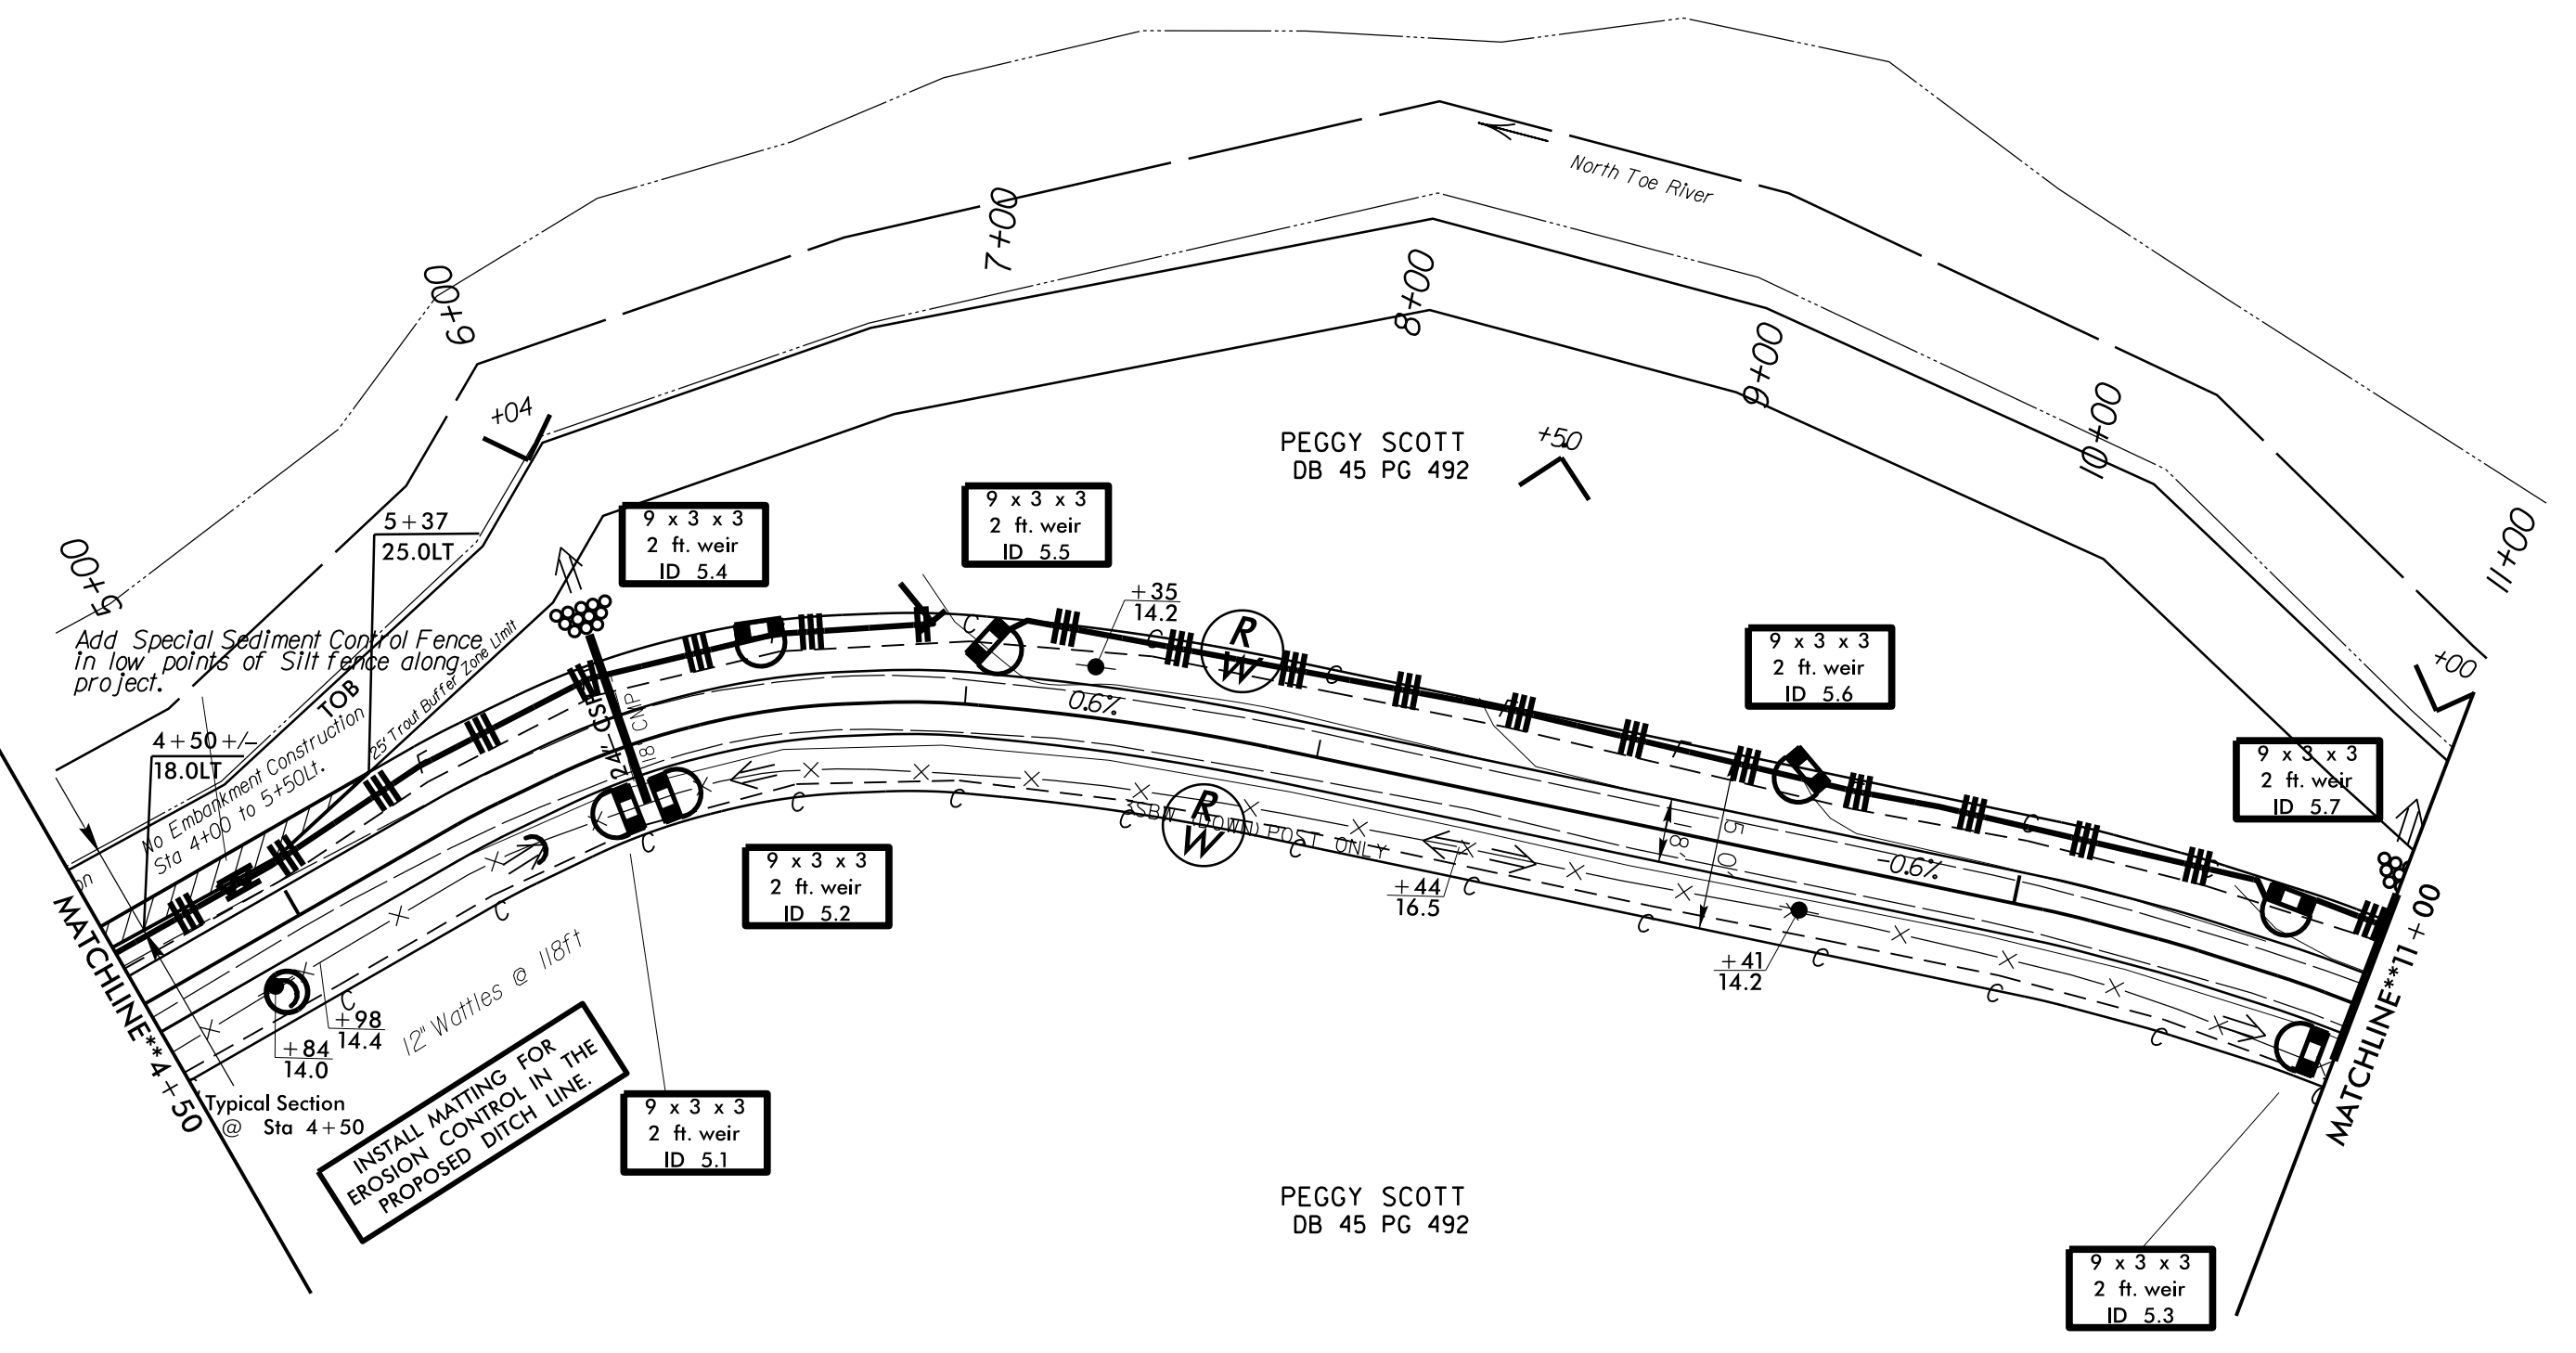 North Toe River
7+00
8+00
6+00
9+00
10+00
11+00
5+00
+04
+50
+00
PEGGY SCOTT
DB 45 PG 492
9 x 3 x 3
2 ft. weir
ID 5.4
9 x 3 x 3
2 ft. weir
ID 5.5
9 x 3 x 3
2 ft. weir
ID 5.6
9 x 3 x 3
2 ft. weir
ID 5.7
5+37
25.0LT
Add Special Sediment Control Fence
in low points of Silt fence along
project.
TOB
25' Trout Buffer Zone Limit
No Embankment Construction
Sta 4+00 to 5+50Lt.
4+50 +/-
18.0LT
+35
14.2
R
W
0.6%
24" CSP
18" CMP
C
F
R
W
3SBW (DOWN) POST ONLY
-0.6%
+44
16.5
+41
14.2
9 x 3 x 3
2 ft. weir
ID 5.2
+98
14.4
+84
14.0
12" Wattles @ 118ft
MATCHLINE**4+50
MATCHLINE**11+00
Typical Section
@ Sta 4+50
INSTALL MATTING FOR
EROSION CONTROL IN THE
PROPOSED DITCH LINE.
9 x 3 x 3
2 ft. weir
ID 5.1
PEGGY SCOTT
DB 45 PG 492
9 x 3 x 3
2 ft. weir
ID 5.3